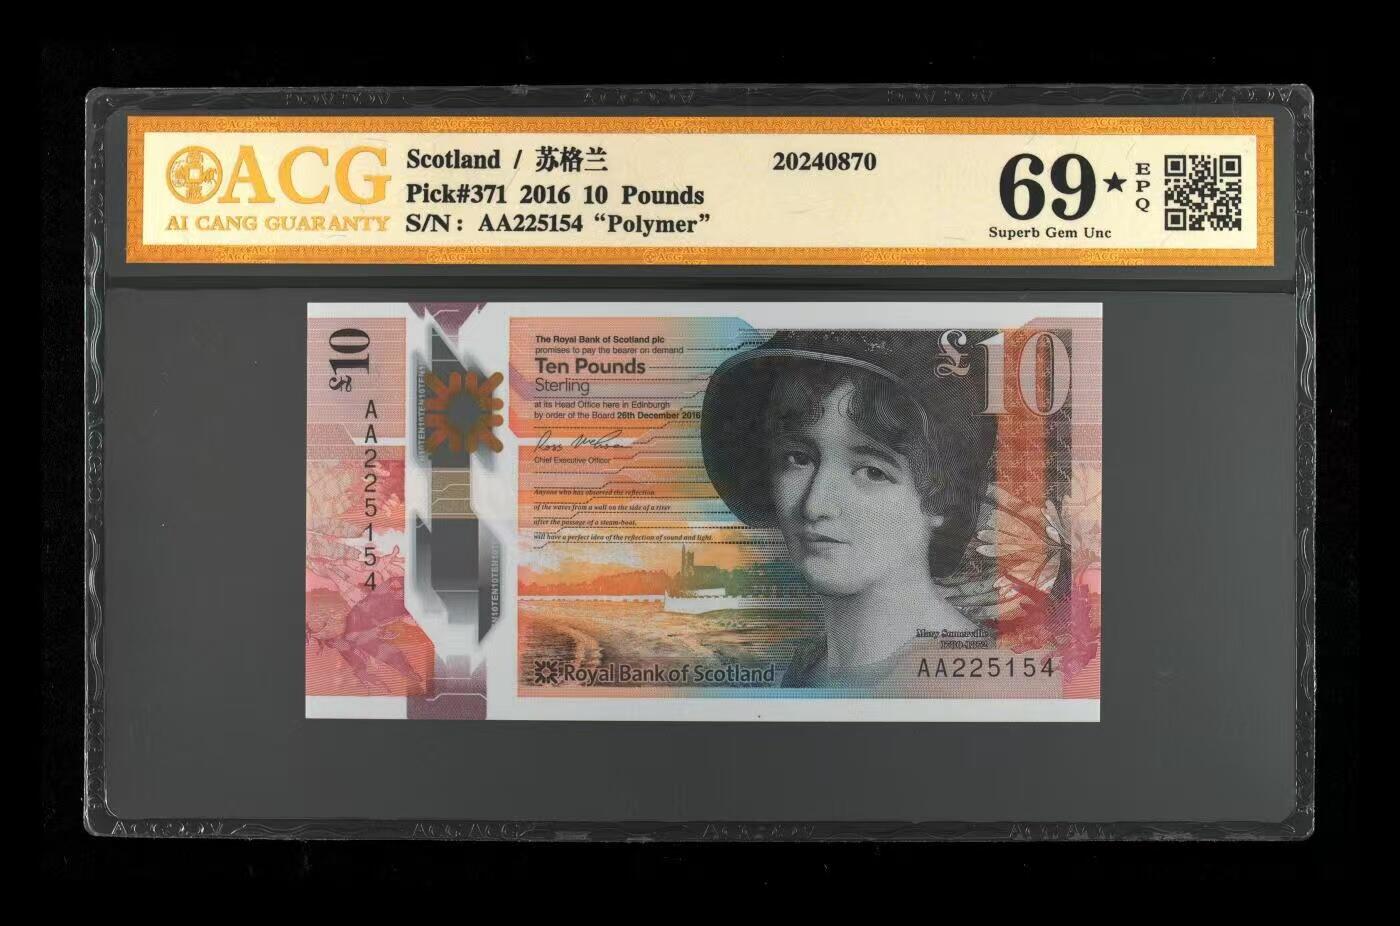 ACG
AI CANG GUARANTY
Scotland / 苏格兰
Pick#371 2016 10 Pounds
S/N: AA225154 “Polymer”
20240870
69★
EPQ
Superb Gem Unc
£10
AA225154
The Royal Bank of Scotland plc
promises to pay the bearer on demand
Ten Pounds
Sterling
at its Head Office here in Edinburgh
by order of the Board 26th December 2016
Chief Executive Officer
Anyone who has observed the reflection
of the waves from a wall on the side of a river
after the passage of a steam-boat,
will have a perfect idea of the reflection of sound and light.
£10
Mary Somerville
1780-1872
Royal Bank of Scotland
AA225154